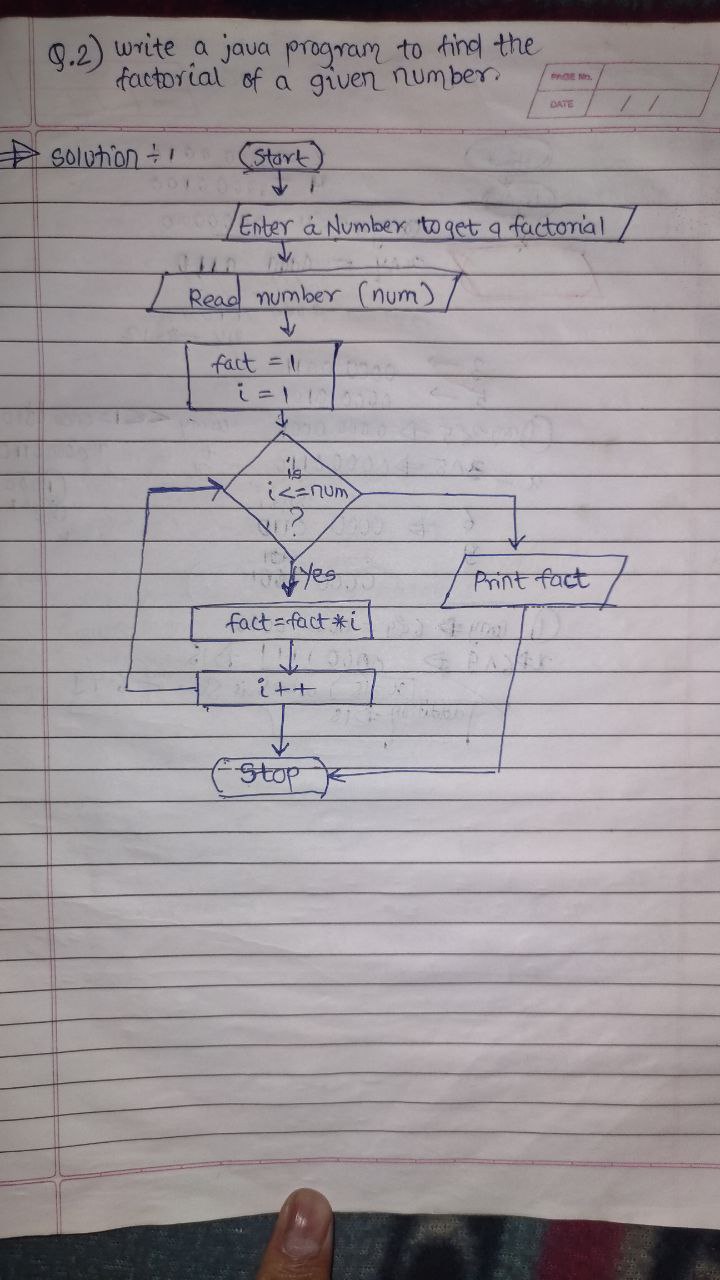 Q.2) write a java program to find the
factorial of a given number.
PAGE No.
DATE / /
solution ÷
Start
Enter a Number to get a factorial
Read number (num)
fact = 1
i = 1
is
i<=num
?
Yes
Print fact
fact=fact*i
i++
Stop